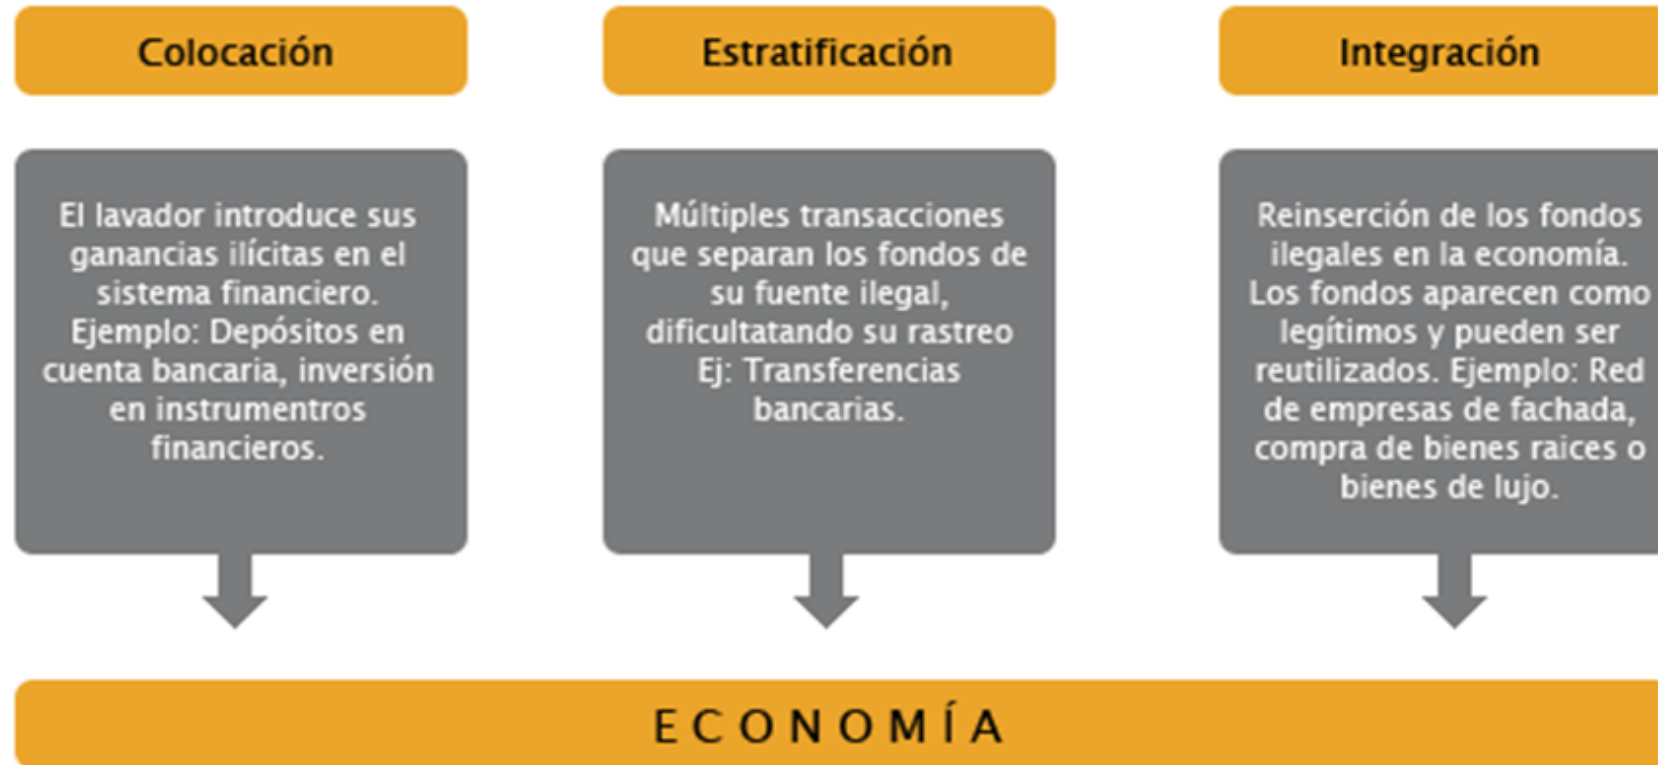 Colocación
El lavador introduce sus
ganancias ilícitas en el
sistema financiero.
Ejemplo: Depósitos en
cuenta bancaria, inversión
en instrumentros
financieros.
Estratificación
Múltiples transacciones
que separan los fondos de
su fuente ilegal,
dificultatando su rastreo
Ej: Transferencias
bancarias.
Integración
Reinserción de los fondos
ilegales en la economía.
Los fondos aparecen como
legítimos y pueden ser
reutilizados. Ejemplo: Red
de empresas de fachada,
compra de bienes raices o
bienes de lujo.
ECONOMÍA